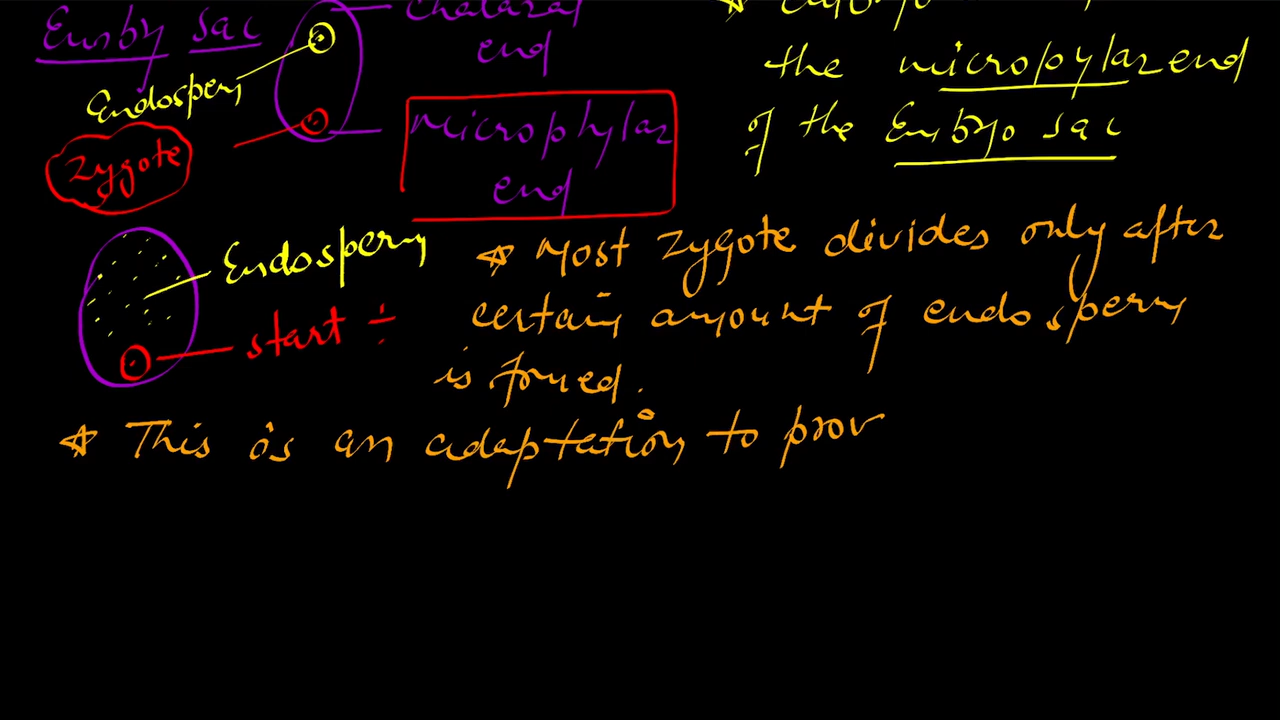 Emby sac
Chalazal
end
Endosperm
Zygote
microphylar
end
the micropylar end
of the Embryo sac
Endosperm
start ÷
* Most zygote divides only after
certain amount of endosperm
is formed.
* This is an adaptation to prov